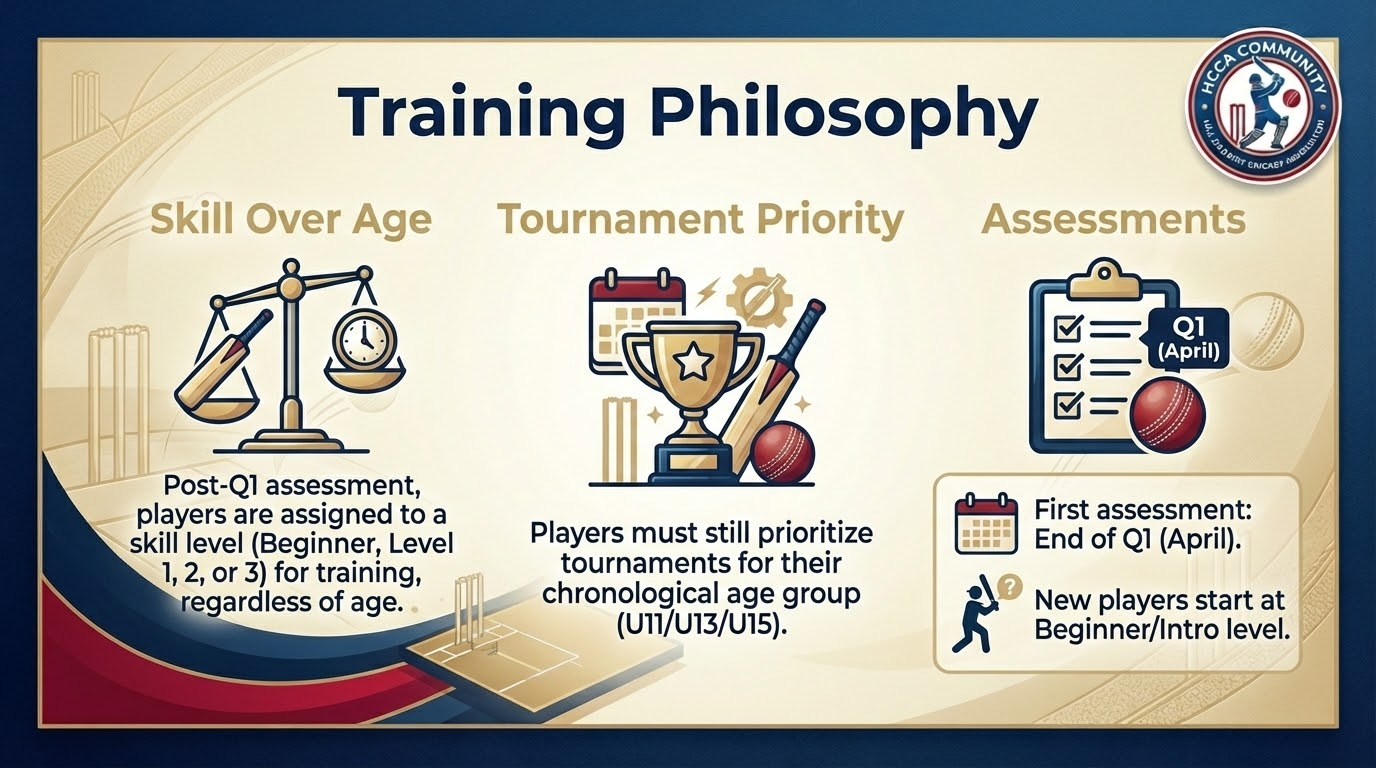 Training Philosophy
HCCA COMMUNITY
Skill Over Age
Post-Q1 assessment,
players are assigned to a
skill level (Beginner, Level
1, 2, or 3) for training,
regardless of age.
Tournament Priority
Players must still prioritize
tournaments for their
chronological age group
(U11/U13/U15).
Assessments
Q1
(April)
First assessment:
End of Q1 (April).
?
New players start at
Beginner/Intro level.